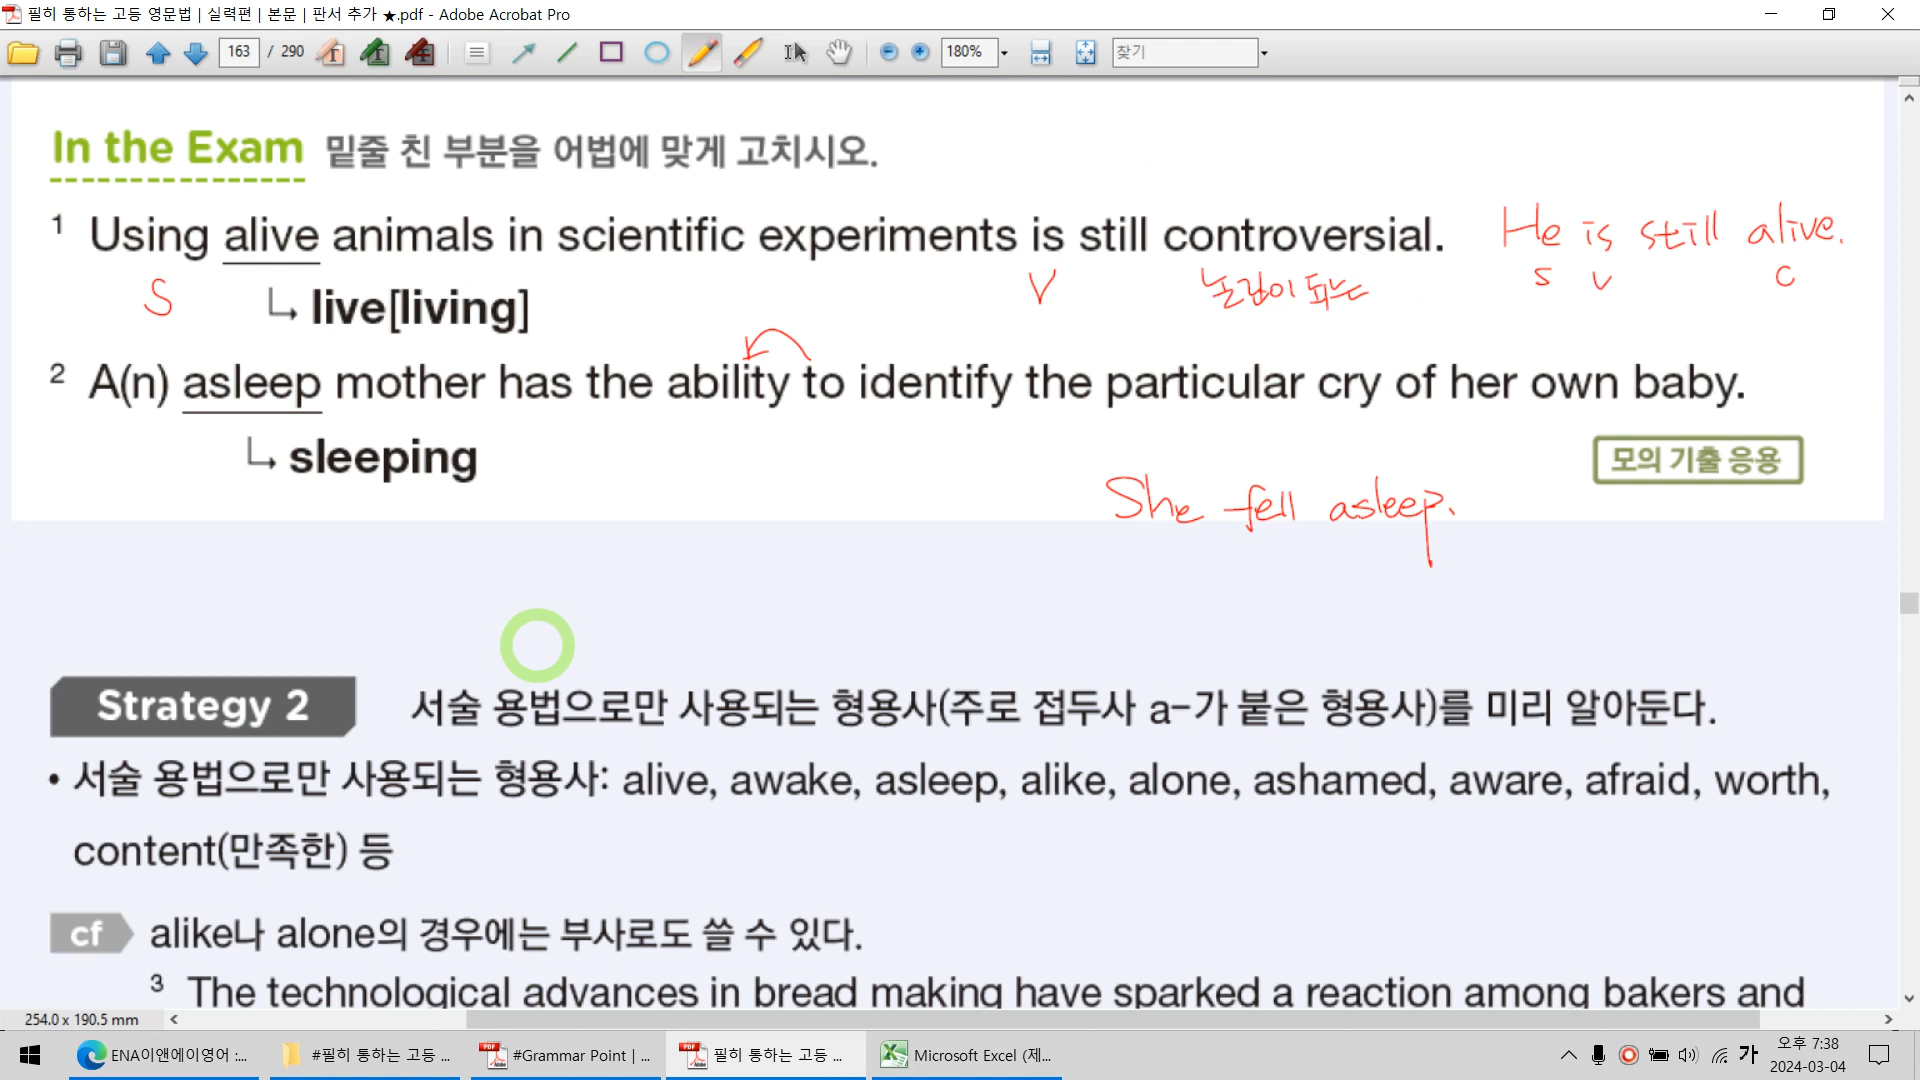 필히 통하는 고등 영문법 | 실력편 | 본문 | 판서 추가 ★.pdf - Adobe Acrobat Pro
163 / 290 180% 찾기
In the Exam 밑줄 친 부분을 어법에 맞게 고치시오.
1 Using alive animals in scientific experiments is still controversial. He is still alive.
S V 논란이 되는 S V C
↳ live[living]
2 A(n) asleep mother has the ability to identify the particular cry of her own baby.
↳ sleeping
모의 기출 응용
She fell asleep.
Strategy 2 서술 용법으로만 사용되는 형용사(주로 접두사 a-가 붙은 형용사)를 미리 알아둔다.
• 서술 용법으로만 사용되는 형용사: alive, awake, asleep, alike, alone, ashamed, aware, afraid, worth,
content(만족한) 등
cf alike나 alone의 경우에는 부사로도 쓸 수 있다.
3 The technological advances in bread making have sparked a reaction among bakers and
254.0 x 190.5 mm
ENA이앤에이영어 :... #필히 통하는 고등 ... #Grammar Point | ... 필히 통하는 고등 ... Microsoft Excel (제... 가 오후 7:38
2024-03-04